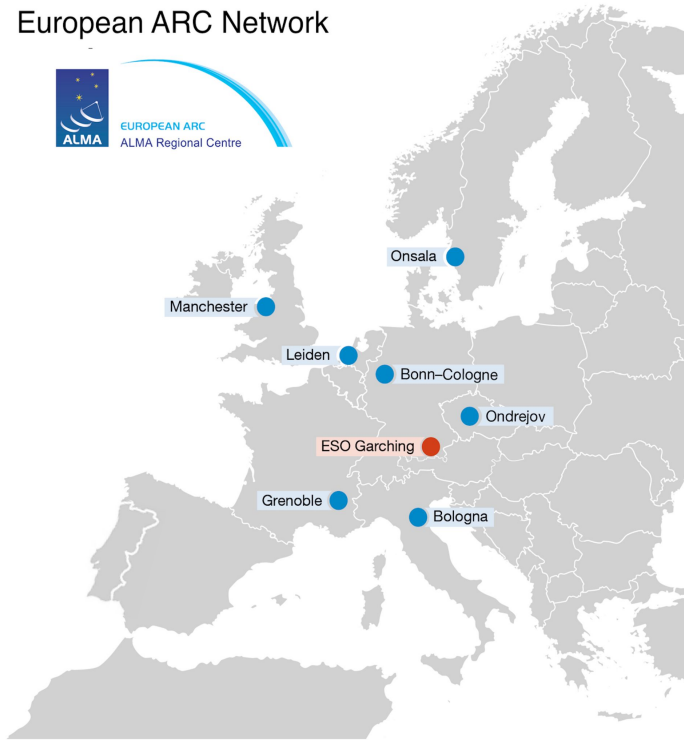 European ARC Network
ALMA
EUROPEAN ARC
ALMA Regional Centre
Onsala
Manchester
Leiden
Bonn–Cologne
Ondrejov
ESO Garching
Grenoble
Bologna